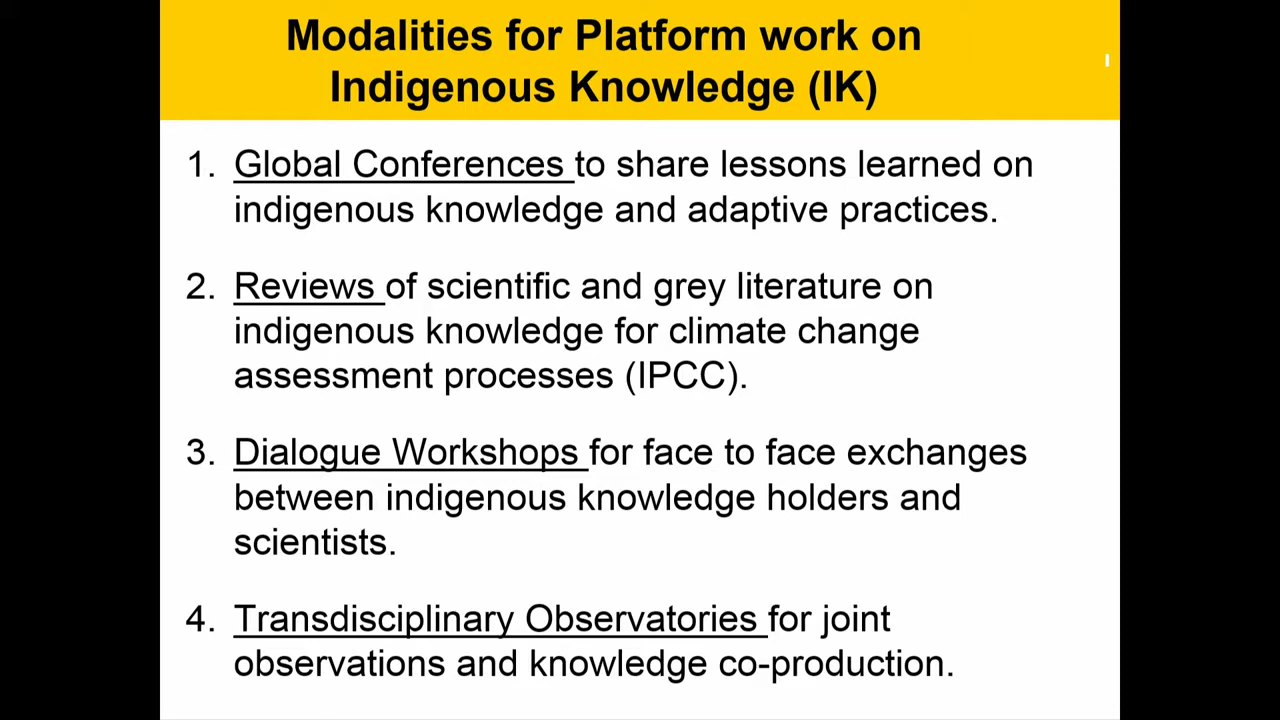 Modalities for Platform work on
Indigenous Knowledge (IK)
1. Global Conferences to share lessons learned on
indigenous knowledge and adaptive practices.
2. Reviews of scientific and grey literature on
indigenous knowledge for climate change
assessment processes (IPCC).
3. Dialogue Workshops for face to face exchanges
between indigenous knowledge holders and
scientists.
4. Transdisciplinary Observatories for joint
observations and knowledge co-production.